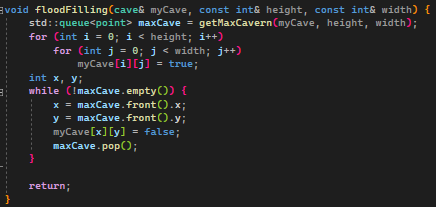 void floodFilling(cave& myCave, const int& height, const int& width) {
    std::queue<point> maxCave = getMaxCavern(myCave, height, width);
    for (int i = 0; i < height; i++)
        for (int j = 0; j < width; j++)
            myCave[i][j] = true;
    int x, y;
    while (!maxCave.empty()) {
        x = maxCave.front().x;
        y = maxCave.front().y;
        myCave[x][y] = false;
        maxCave.pop();
    }

    return;
}